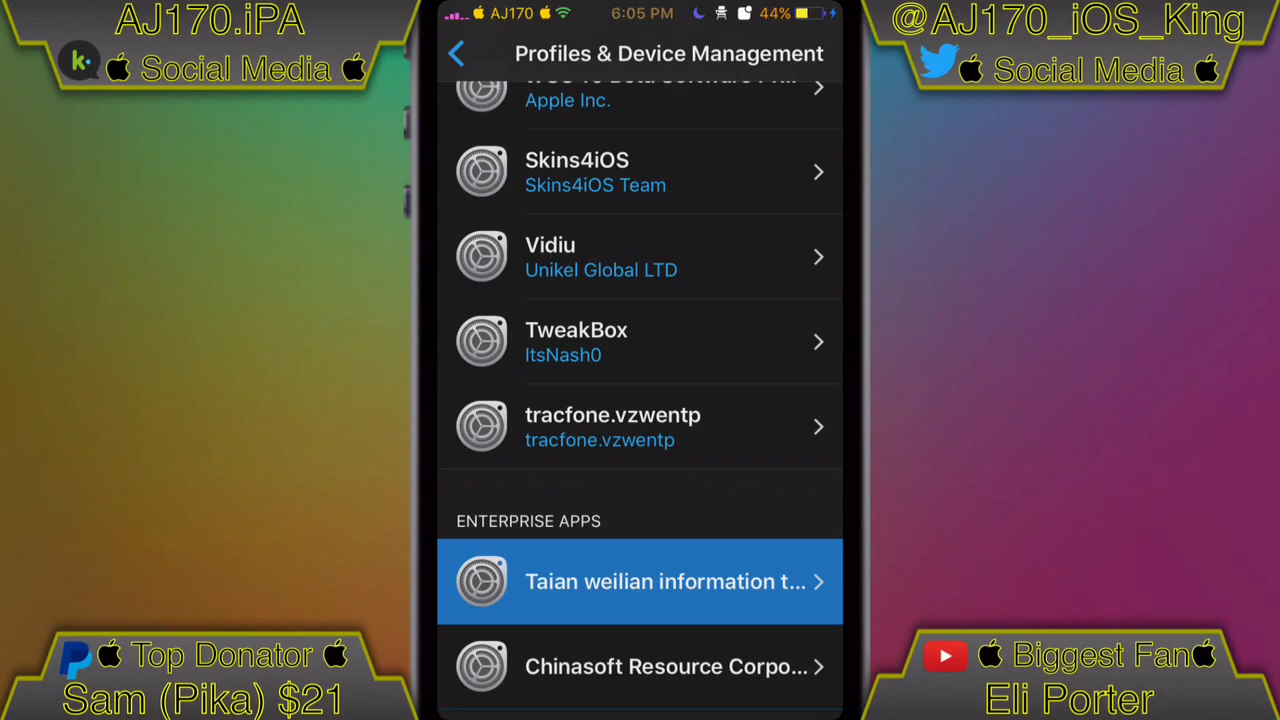 AJ170.iPA
k.
Social Media
@AJ170_iOS_King
Social Media
AJ170 6:05 PM 44%
Profiles & Device Management
Apple Inc.
Skins4iOS
Skins4iOS Team
Vidiu
Unikel Global LTD
TweakBox
ItsNash0
tracfone.vzwentp
tracfone.vzwentp
ENTERPRISE APPS
Taian weilian information t...
Chinasoft Resource Corpo...
Top Donator
Sam (Pika) $21
Biggest Fan
Eli Porter